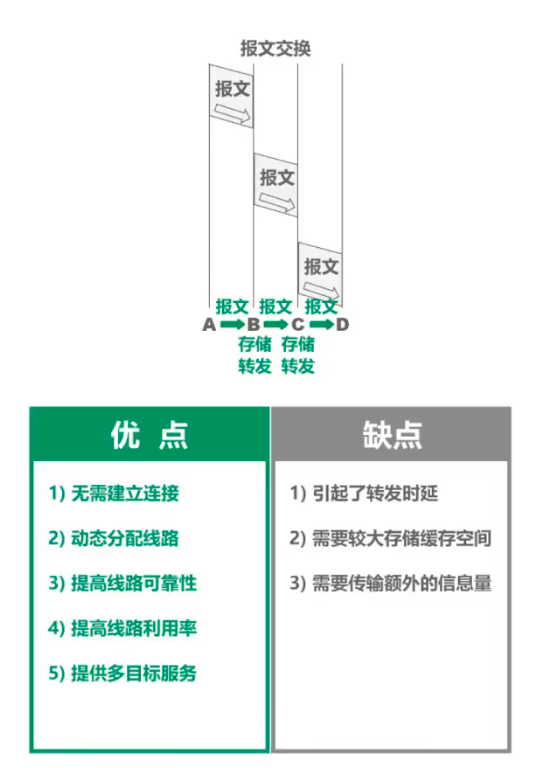 报文交换
报文
报文
报文
报文 报文 报文
A B C D
存储 存储
转发 转发
优 点
缺点
1) 无需建立连接
2) 动态分配线路
3) 提高线路可靠性
4) 提高线路利用率
5) 提供多目标服务
1) 引起了转发时延
2) 需要较大存储缓存空间
3) 需要传输额外的信息量